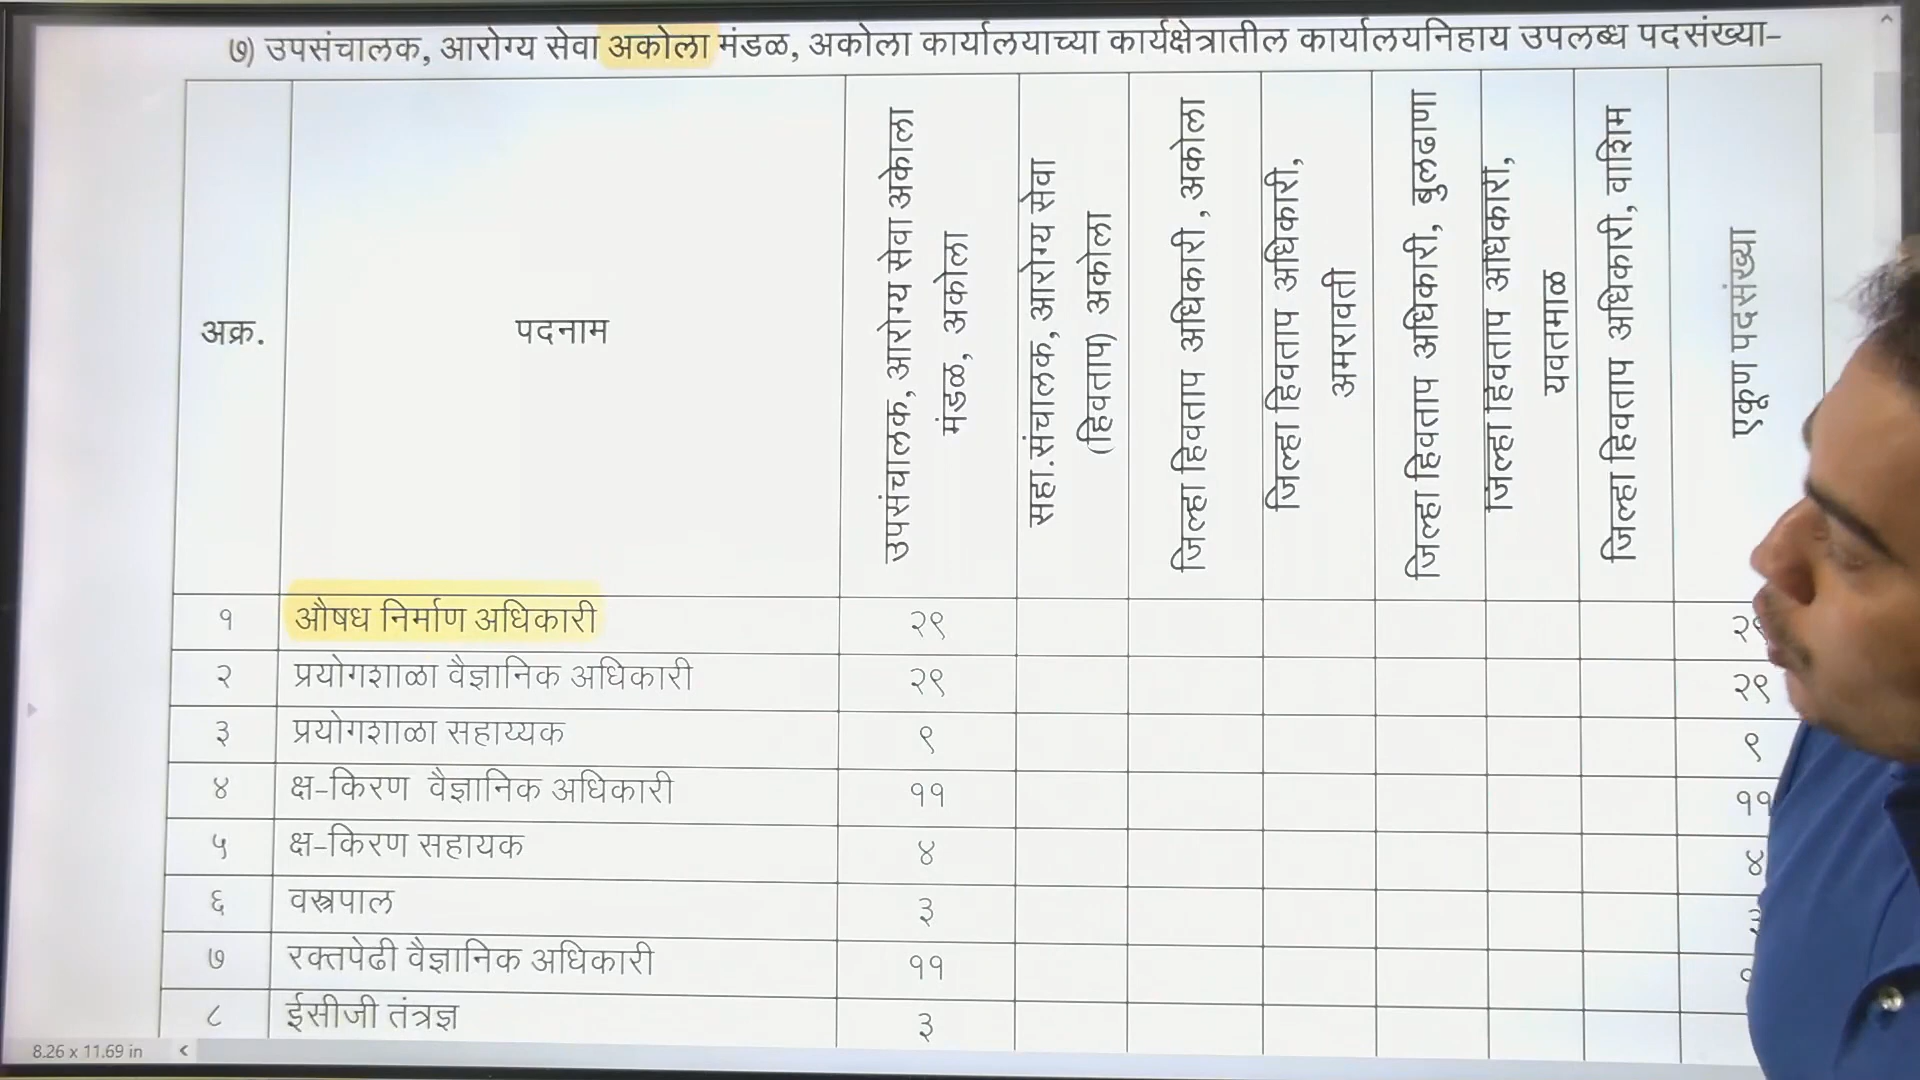 ७) उपसंचालक, आरोग्य सेवा अकोला मंडळ, अकोला कार्यालयाच्या कार्यक्षेत्रातील कार्यालयनिहाय उपलब्ध पदसंख्या-
अक्र.
पदनाम
उपसंचालक, आरोग्य सेवा अकेाला
मंडळ, अकोला
सहा.संचालक, आरोग्य सेवा
(हिवताप) अकोला
जिल्हा हिवताप अधिकारी ,अकोला
जिल्हा हिवताप अधिकारी,
अमरावती
जिल्हा हिवताप अधिकारी, बुलढाणा
जिल्हा हिवताप अधिकारी,
यवतमाळ
जिल्हा हिवताप अधिकारी, वाशिम
एकूण पदसंख्या
१ औषध निर्माण अधिकारी २९
२ प्रयोगशाळा वैज्ञानिक अधिकारी २९ २९
३ प्रयोगशाळा सहाय्यक ९ ९
४ क्ष-किरण वैज्ञानिक अधिकारी ११ ११
५ क्ष-किरण सहायक ४ ४
६ वस्त्रपाल ३
७ रक्तपेढी वैज्ञानिक अधिकारी ११
८ ईसीजी तंत्रज्ञ ३
8.26 x 11.69 in